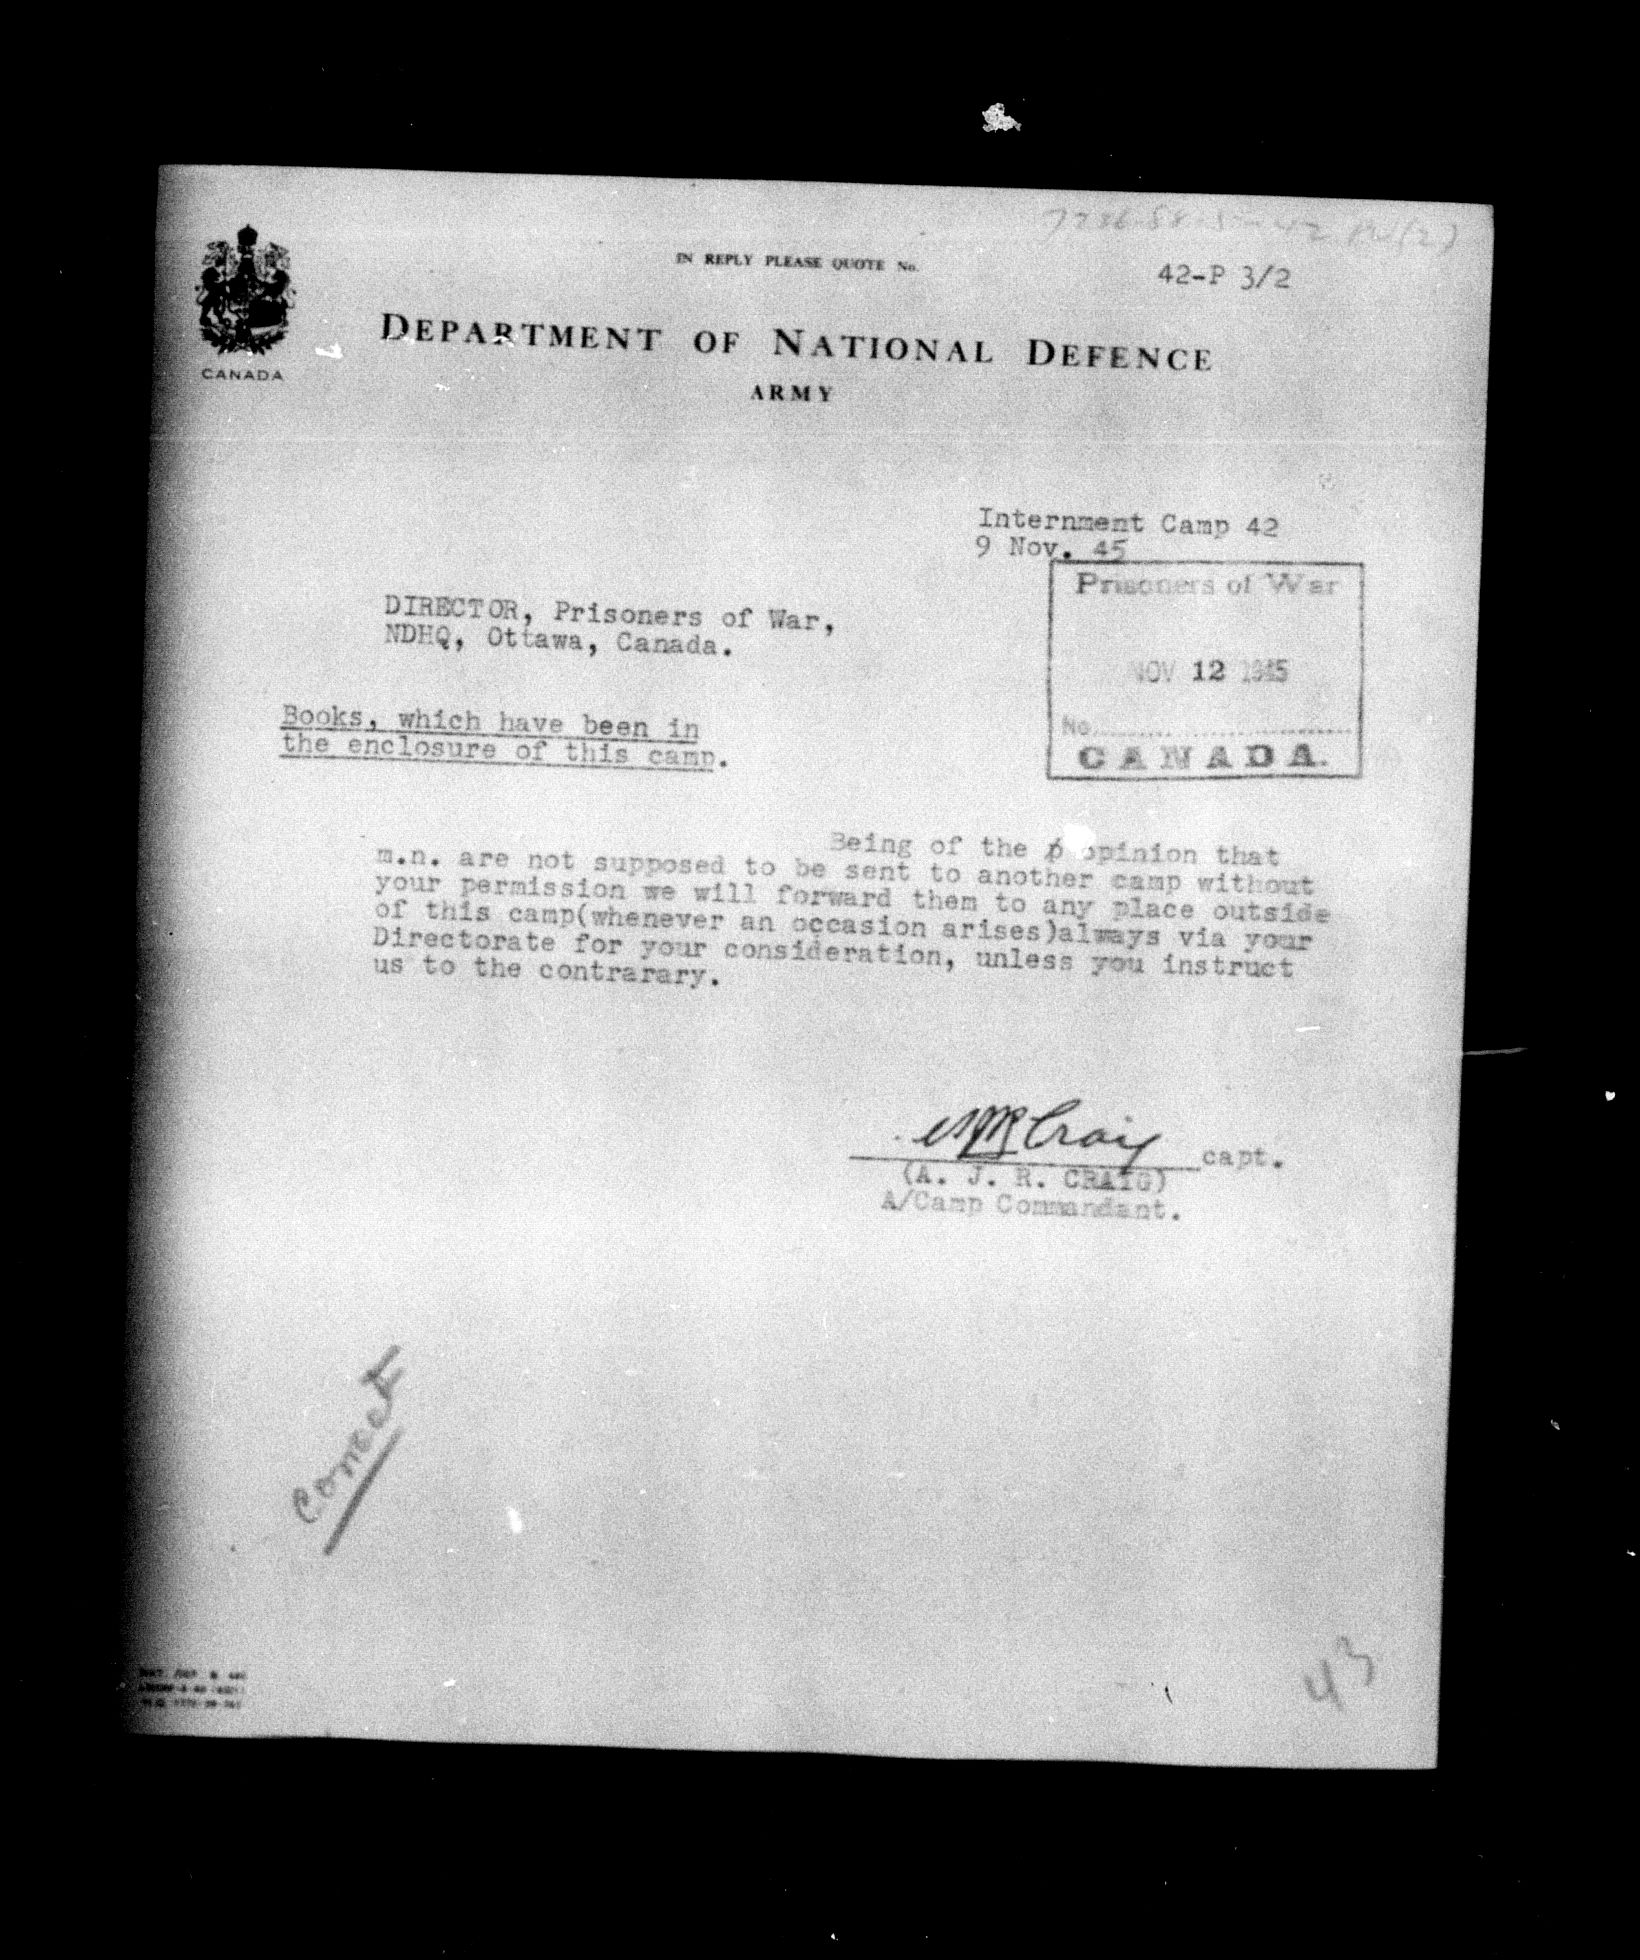 42 PW(2)
IN REPLY PLEASE QUOTE No.
42-P 3/2
CANADA
DEPARTMENT OF NATIONAL DEFENCE
ARMY
Internment Camp 42
9 Nov. 45
Prisoners of War
NOV 12 1945
No.
CANADA.
DIRECTOR, Prisoners of War,
NDHQ, Ottawa, Canada.
Books, which have been in
the enclosure of this camp.
Being of the opinion that
m.n. are not supposed to be sent to another camp without
your permission we will forward them to any place outside
of this camp(whenever an occasion arises)always via your
Directorate for your consideration, unless you instruct
us to the contrarary.
AJR Craig capt.
(A. J. R. CRAIG)
A/Camp Commandant.
Correct
43